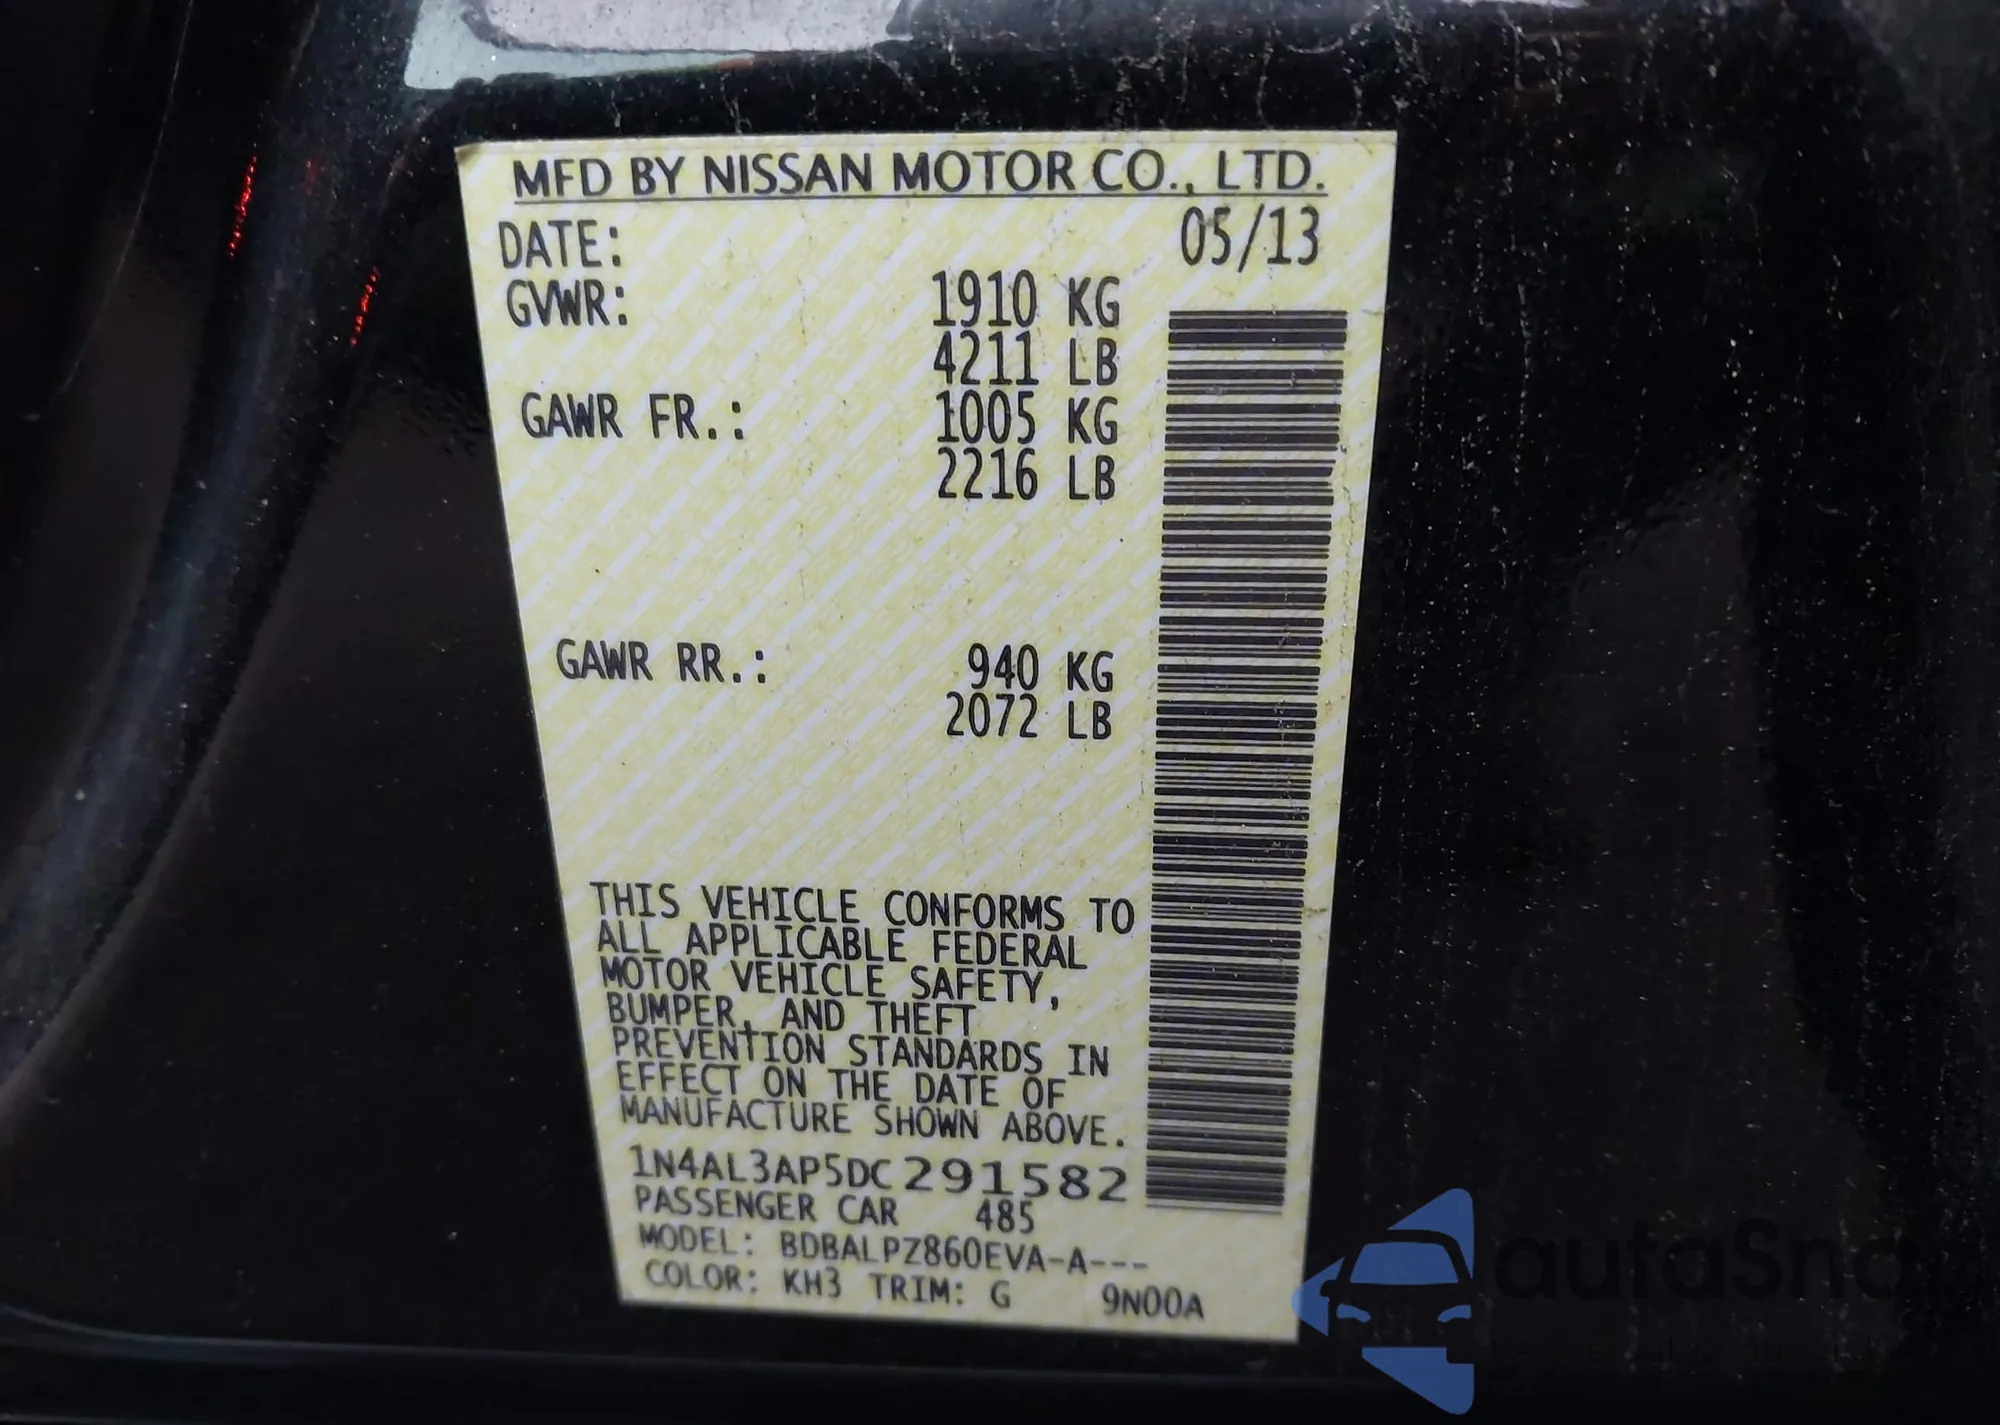 MFD BY NISSAN MOTOR CO., LTD.
DATE: 05/13
GVWR: 1910 KG
4211 LB
GAWR FR.: 1005 KG
2216 LB
GAWR RR.: 940 KG
2072 LB
THIS VEHICLE CONFORMS TO
ALL APPLICABLE FEDERAL
MOTOR VEHICLE SAFETY,
BUMPER, AND THEFT
PREVENTION STANDARDS IN
EFFECT ON THE DATE OF
MANUFACTURE SHOWN ABOVE.
1N4AL3AP5DC291582
PASSENGER CAR 485
MODEL: BDBALPZ860EVA-A---
COLOR: KH3 TRIM: G 9N00A
autaSna